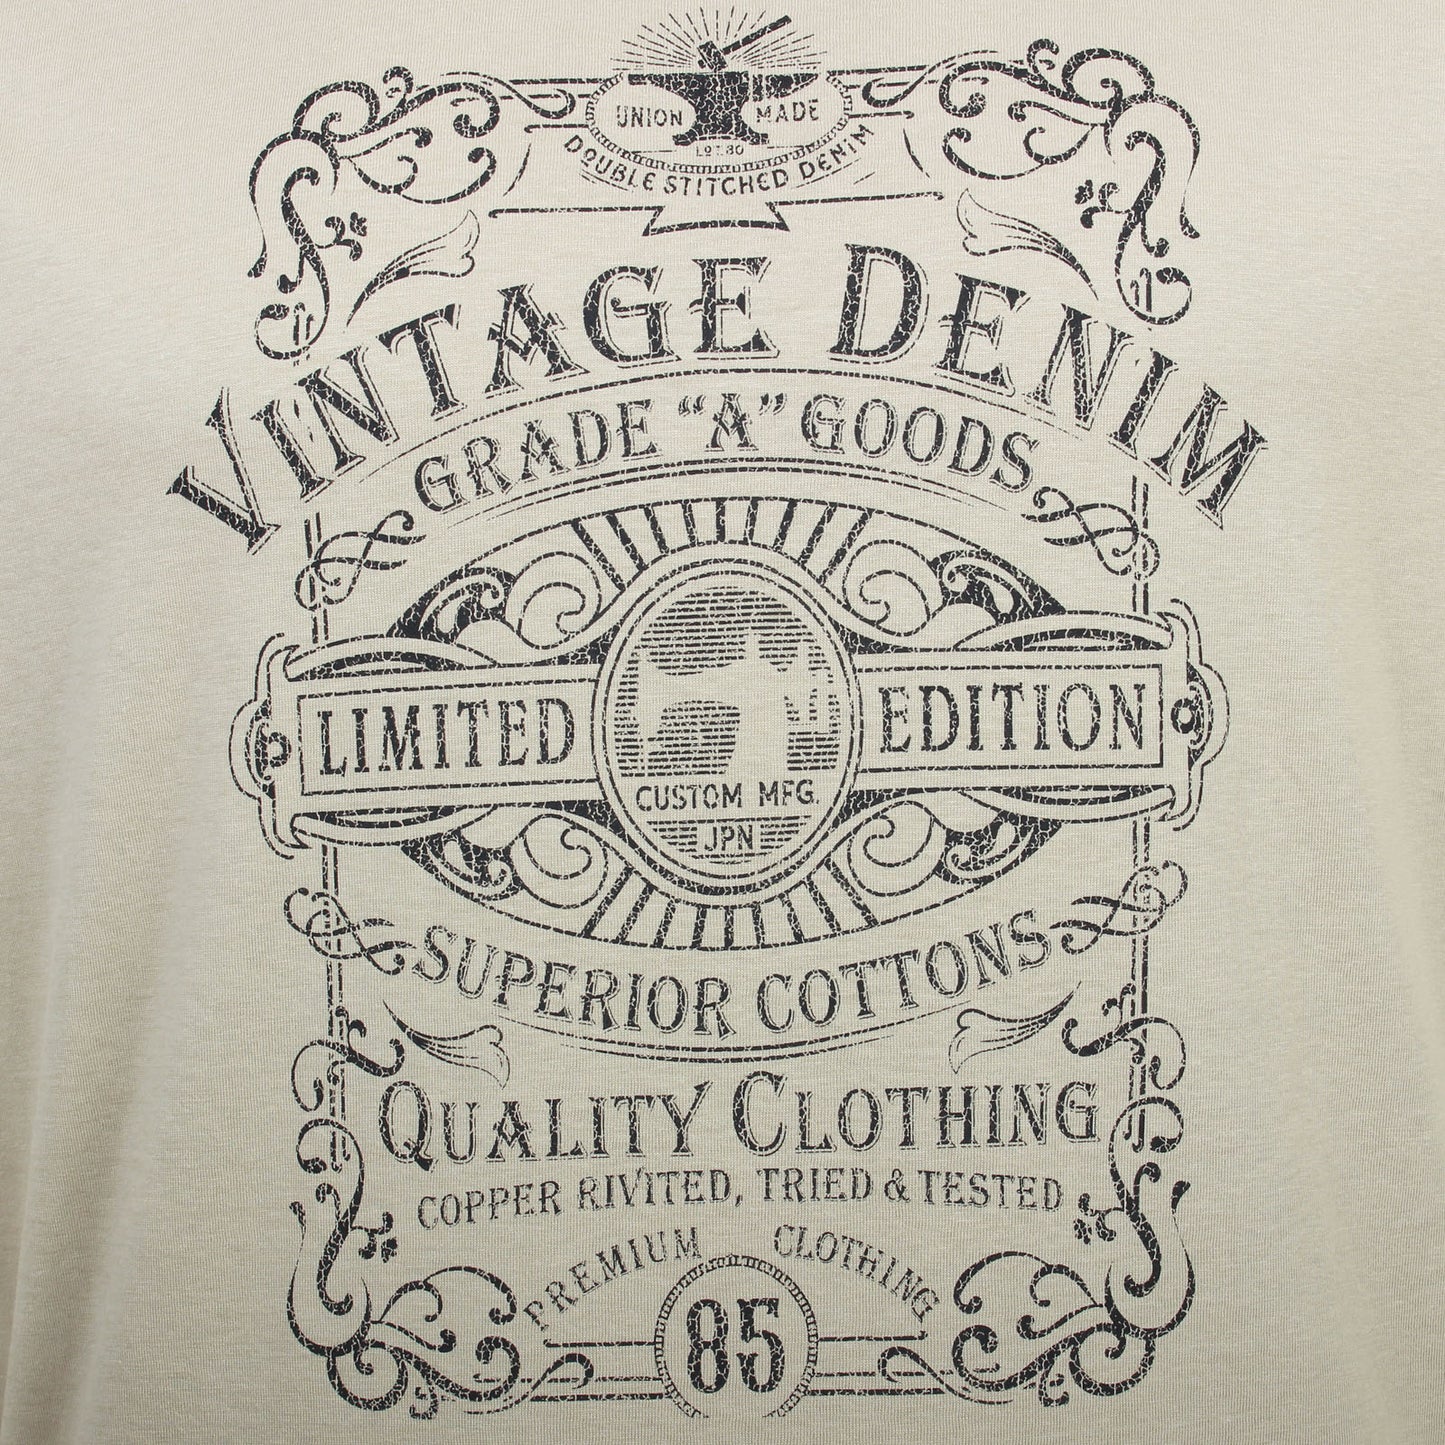 UNION MADE
LOT.80
DOUBLE STITCHED DENIM
VINTAGE DENIM
GRADE "A" GOODS
LIMITED EDITION
CUSTOM MFG.
JPN
SUPERIOR COTTONS
QUALITY CLOTHING
COPPER RIVITED, TRIED & TESTED
PREMIUM CLOTHING
85